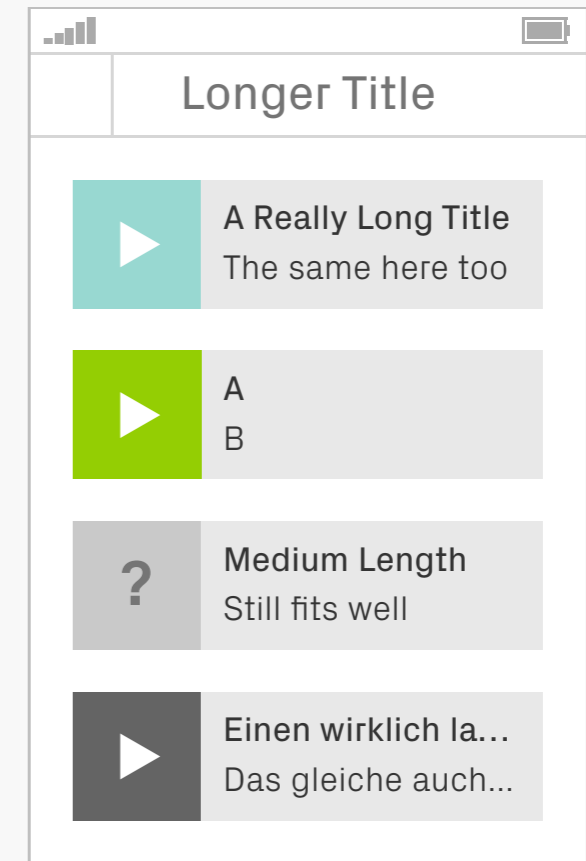 Longer Title
A Really Long Title
The same here too
A
B
?
Medium Length
Still fits well
Einen wirklich la...
Das gleiche auch...